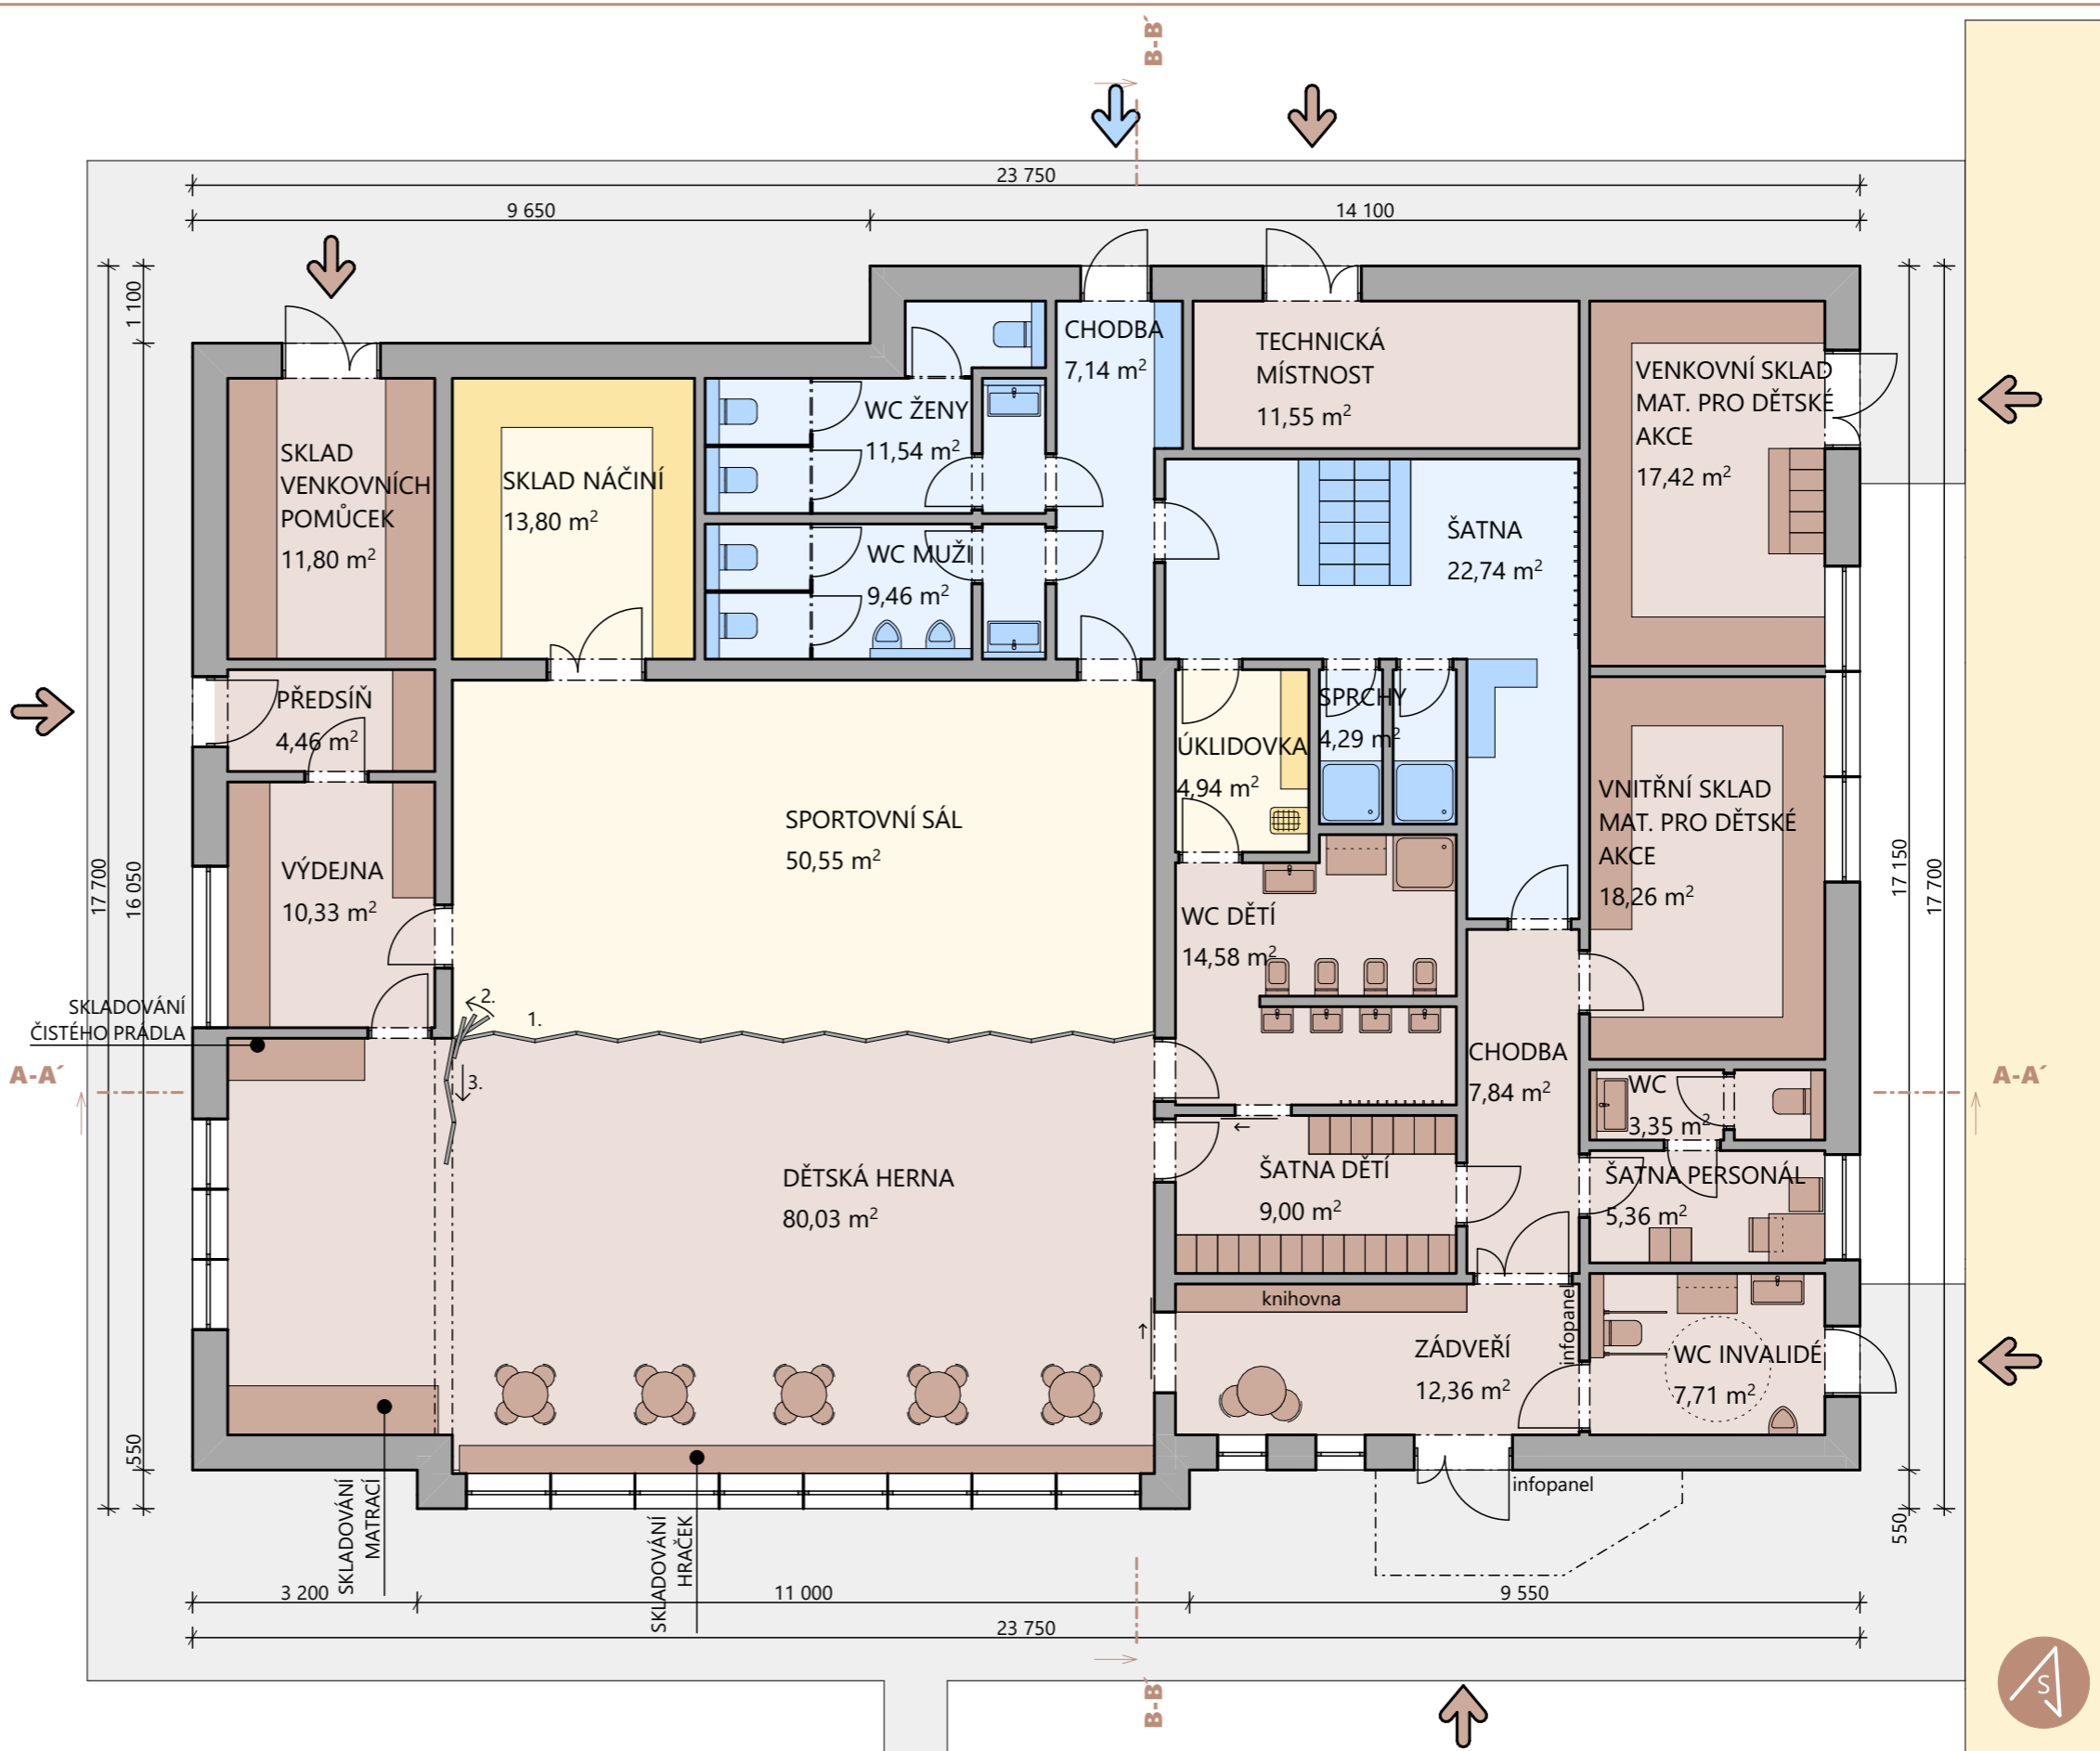 B-B´
23 750
9 650
14 100
1 100
17 700
16 050
550
17 150
17 700
550
CHODBA
7,14 m²
TECHNICKÁ
MÍSTNOST
11,55 m²
VENKOVNÍ SKLAD
MAT. PRO DĚTSKÉ
AKCE
17,42 m²
SKLAD
VENKOVNÍCH
POMŮCEK
11,80 m²
SKLAD NÁČINÍ
13,80 m²
WC ŽENY
11,54 m²
WC MUŽI
9,46 m²
ŠATNA
22,74 m²
PŘEDSÍŇ
4,46 m²
SPRCHY
4,29 m²
ÚKLIDOVKA
4,94 m²
VÝDEJNA
10,33 m²
SPORTOVNÍ SÁL
50,55 m²
VNITŘNÍ SKLAD
MAT. PRO DĚTSKÉ
AKCE
18,26 m²
WC DĚTÍ
14,58 m²
SKLADOVÁNÍ
ČISTÉHO PRÁDLA
2.
1.
3.
A-A´
A-A´
CHODBA
7,84 m²
WC
3,35 m²
DĚTSKÁ HERNA
80,03 m²
ŠATNA DĚTÍ
9,00 m²
ŠATNA PERSONÁL
5,36 m²
knihovna
infopanel
ZÁDVEŘÍ
12,36 m²
WC INVALIDÉ
7,71 m²
infopanel
SKLADOVÁNÍ
MATRACÍ
SKLADOVÁNÍ
HRAČEK
3 200
11 000
9 550
23 750
B-B´
S